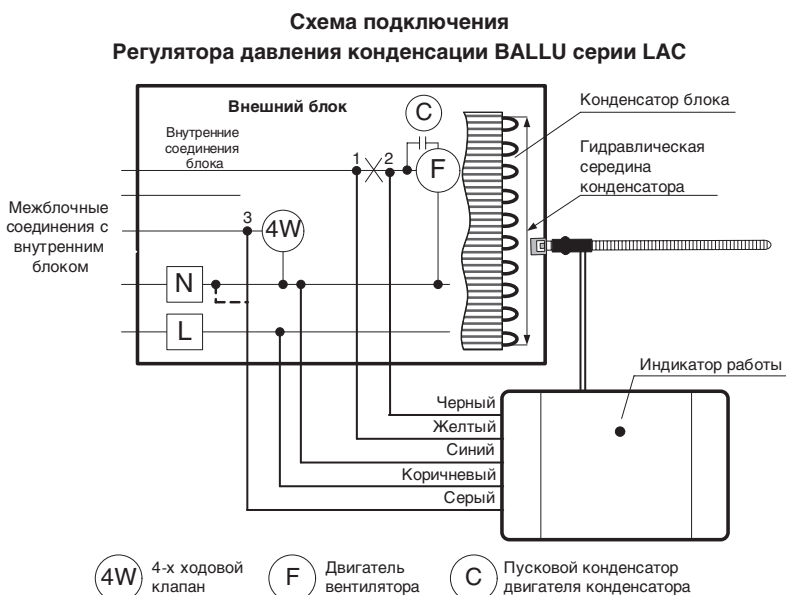 Схема подключения
Регулятора давления конденсации BALLU серии LAC
Внешний блок
C
Конденсатор блока
Внутренние
соединения
блока
1
2
F
Гидравлическая
середина
конденсатора
Межблочные
соединения с
внутренним
блоком
3
4W
N
L
Индикатор работы
Черный
Желтый
Синий
Коричневый
Серый
4W
4-х ходовой
клапан
F
Двигатель
вентилятора
C
Пусковой конденсатор
двигателя конденсатора